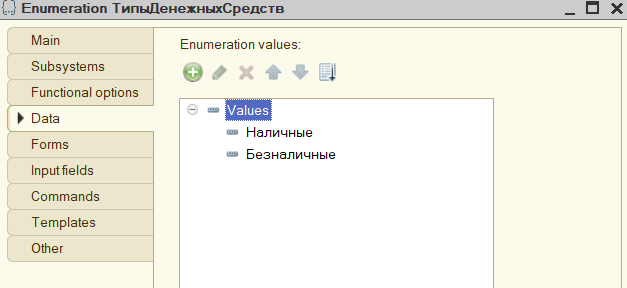 Enumeration ТипыДенежныхСредств
Main
Subsystems
Functional options
Data
Forms
Input fields
Commands
Templates
Other
Enumeration values:
Values
Наличные
Безналичные